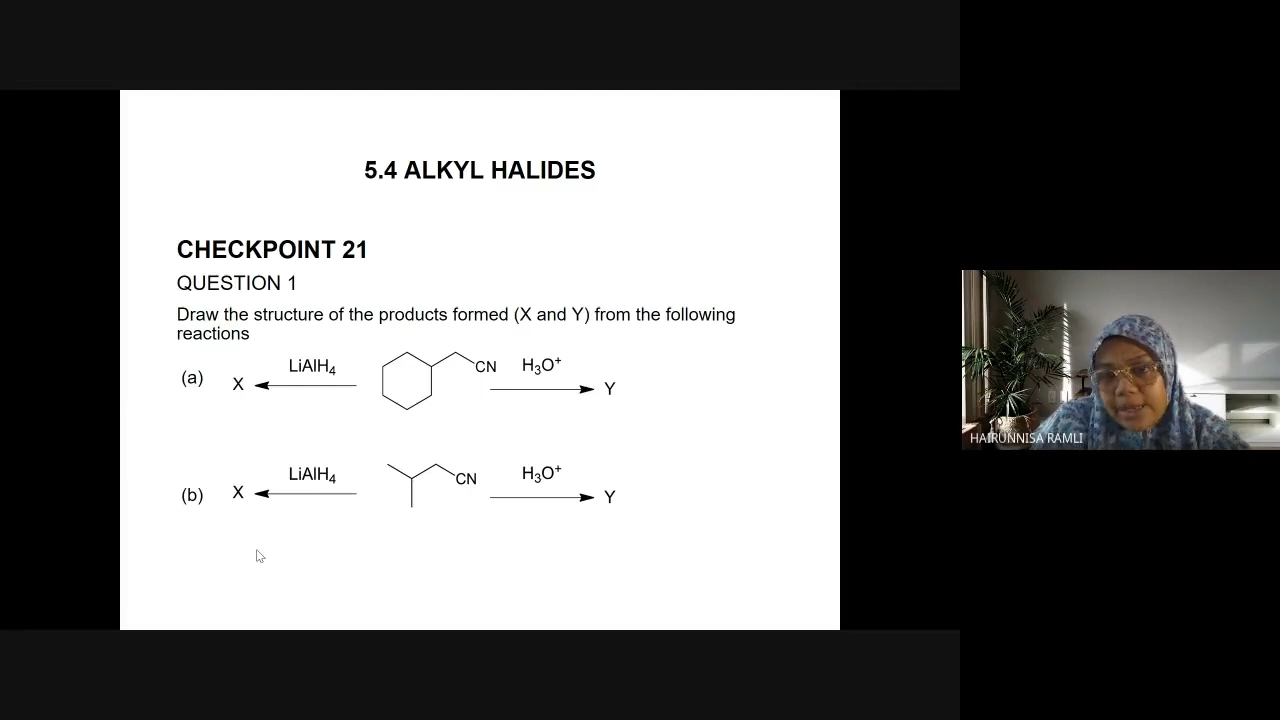 5.4 ALKYL HALIDES
CHECKPOINT 21
QUESTION 1
Draw the structure of the products formed (X and Y) from the following
reactions
(a) X LiAlH₄ CN H₃O⁺ Y
(b) X LiAlH₄ CN H₃O⁺ Y
HAIRUNNISA RAMLI